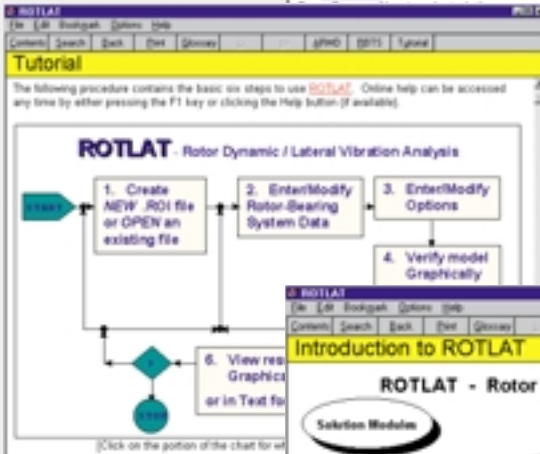 ROTLAT
File Edit Bookmark Options Help
Contents Search Back Print Glossary ARMD RBTS Tutorial
Tutorial
The following procedure contains the basic six steps to use ROTLAT. Online help can be accessed
any time by either pressing the F1 key or clicking the Help button (if available).
ROTLAT - Rotor Dynamic / Lateral Vibration Analysis
START
1. Create
NEW .ROI file
or OPEN an
existing file
2. Enter/Modify
Rotor-Bearing
System Data
3. Enter/Modify
Options
4. Verify model
Graphically
6. View res
Graphica
or in Text fo
STOP
[Click on the portion of the chart for wh
ROTLAT
File Edit Bookmark Options Help
Contents Search Back Print Glossary
Introduction to ROTLAT
ROTLAT - Rotor
Solution Modules